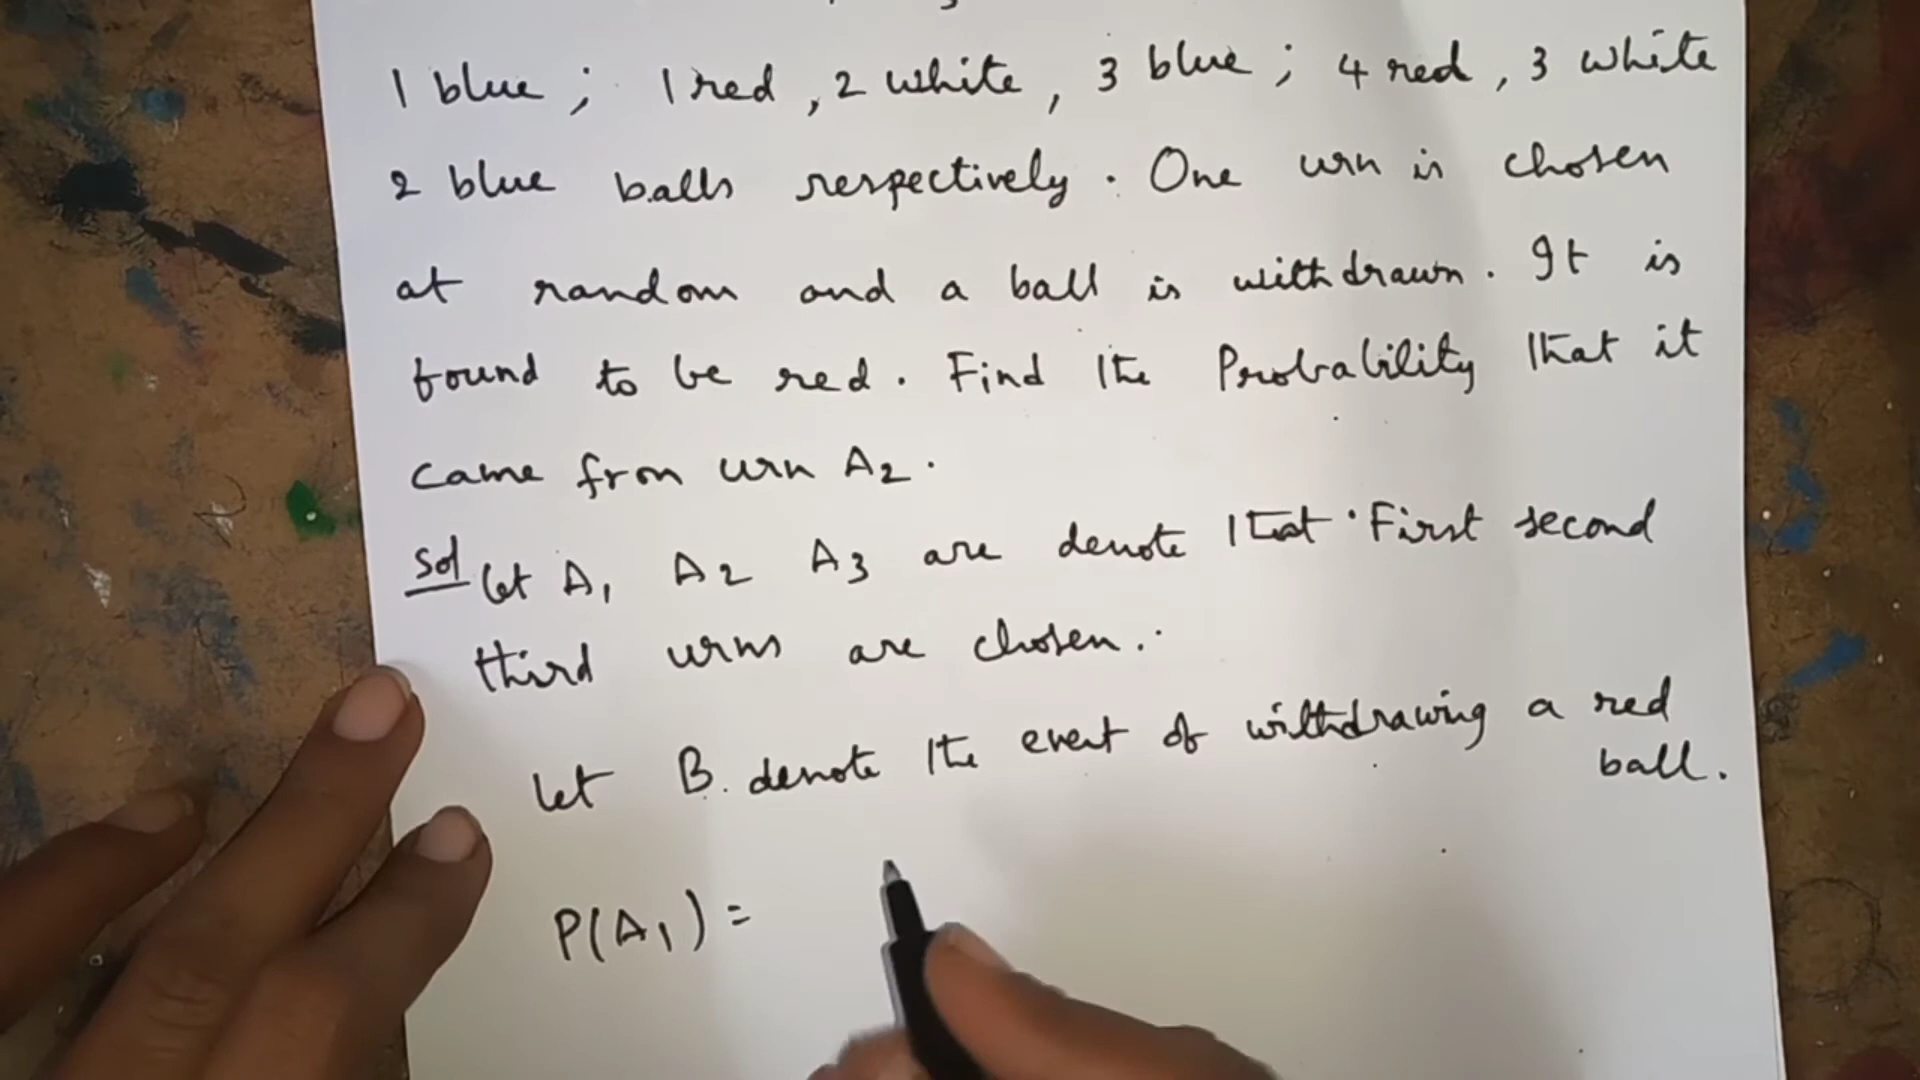 1 blue ; 1 red , 2 white , 3 blue ; 4 red , 3 white
2 blue balls respectively . One urn is chosen
at random and a ball is withdrawn . It is
found to be red . Find the Probability that it
came from urn A2 .
Sol let A1 A2 A3 are denote that First second
third urns are chosen .
let B denote the event of withdrawing a red
ball .
P(A1) =